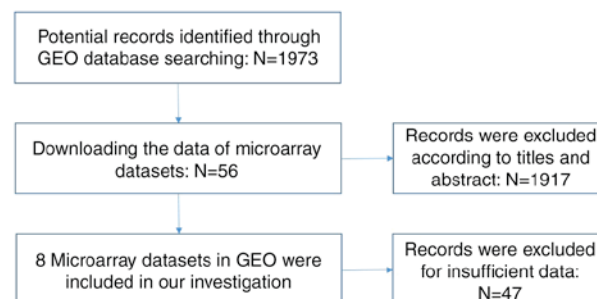 Potential records identified through
GEO database searching: N=1973
Downloading the data of microarray
datasets: N=56
Records were excluded
according to titles and
abstract: N=1917
8 Microarray datasets in GEO were
included in our investigation
Records were excluded
for insufficient data:
N=47